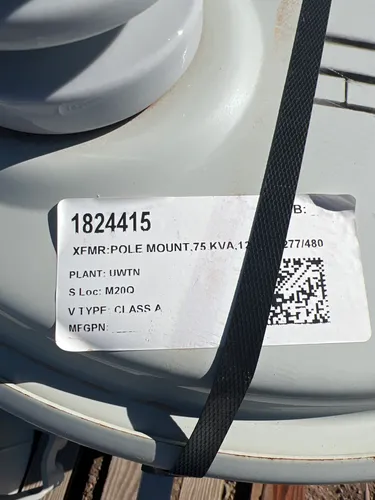 1824415 B:
XFMR:POLE MOUNT,75 KVA,12 277/480
PLANT: UWTN
S Loc: M20Q
V TYPE: CLASS A
MFGPN: